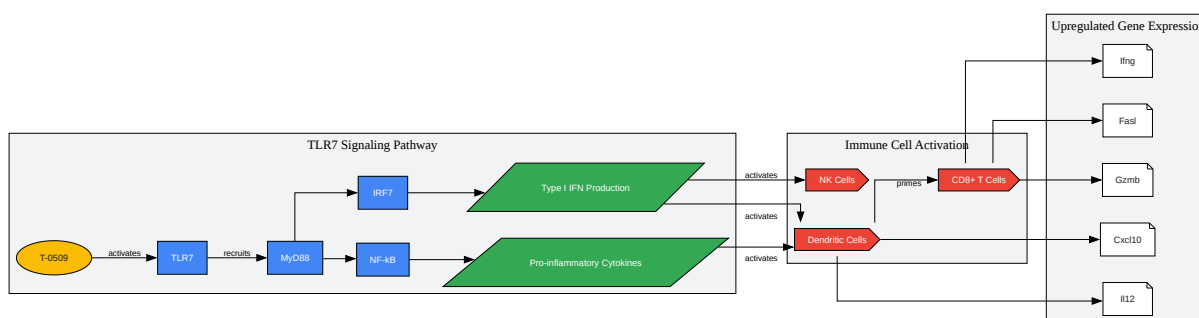 Upregulated Gene Expression
Ifng
Fasl
TLR7 Signaling Pathway
Immune Cell Activation
Type I IFN Production
activates
NK Cells
primes
CD8+ T Cells
Gzmb
IRF7
activates
Dendritic Cells
Cxcl10
T-0509
activates
TLR7
recruits
MyD88
NF-kB
Pro-inflammatory Cytokines
activates
Il12